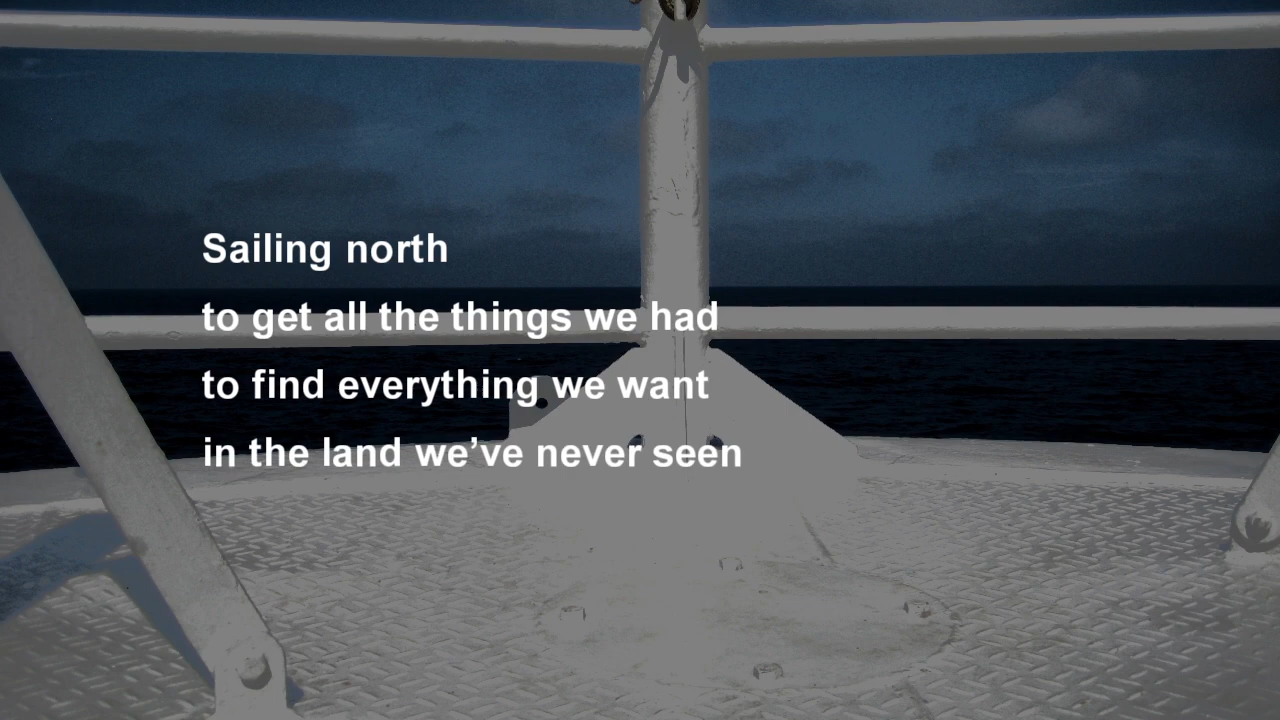 Sailing north
to get all the things we had
to find everything we want
in the land we’ve never seen